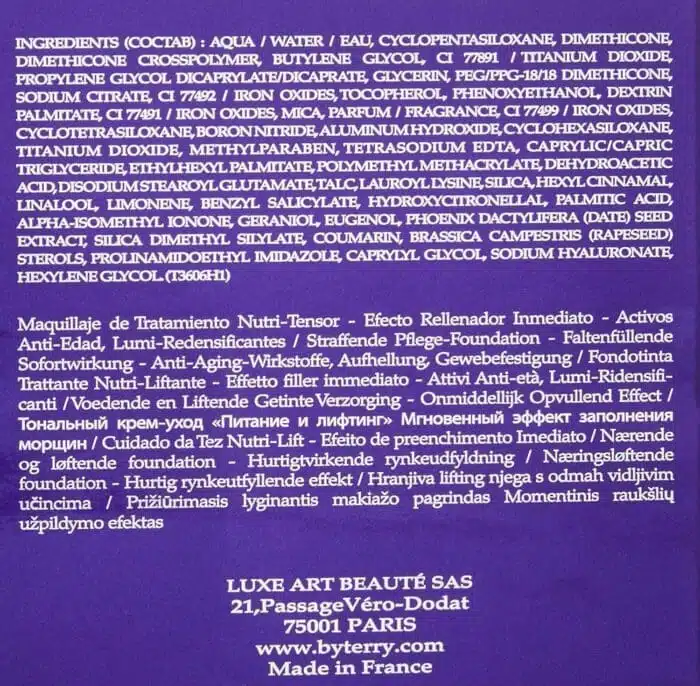 INGREDIENTS (COCTAB) : AQUA / WATER / EAU, CYCLOPENTASILOXANE, DIMETHICONE,
DIMETHICONE CROSSPOLYMER, BUTYLENE GLYCOL, CI 77891 / TITANIUM DIOXIDE,
PROPYLENE GLYCOL DICAPRYLATE/DICAPRATE, GLYCERIN, PEG/PPG-18/18 DIMETHICONE,
SODIUM CITRATE, CI 77492 / IRON OXIDES, TOCOPHEROL, PHENOXYETHANOL, DEXTRIN
PALMITATE, CI 77491 / IRON OXIDES, MICA, PARFUM / FRAGRANCE, CI 77499 / IRON OXIDES,
CYCLOTETRASILOXANE, BORON NITRIDE, ALUMINUM HYDROXIDE, CYCLOHEXASILOXANE,
TITANIUM DIOXIDE, METHYLPARABEN, TETRASODIUM EDTA, CAPRYLIC/CAPRIC
TRIGLYCERIDE, ETHYLHEXYL PALMITATE, POLYMETHYL METHACRYLATE, DEHYDROACETIC
ACID, DISODIUM STEAROYL GLUTAMATE, TALC, LAUROYL LYSINE, SILICA, HEXYL CINNAMAL,
LINALOOL, LIMONENE, BENZYL SALICYLATE, HYDROXYCITRONELLAL, PALMITIC ACID,
ALPHA-ISOMETHYL IONONE, GERANIOL, EUGENOL, PHOENIX DACTYLIFERA (DATE) SEED
EXTRACT, SILICA DIMETHYL SILYLATE, COUMARIN, BRASSICA CAMPESTRIS (RAPESEED)
STEROLS, PROLINAMIDOETHYL IMIDAZOLE, CAPRYLYL GLYCOL, SODIUM HYALURONATE,
HEXYLENE GLYCOL. (T3606H1)
Maquillaje de Tratamiento Nutri-Tensor - Efecto Rellenador Inmediato - Activos
Anti-Edad, Lumi-Redensificantes / Straffende Pflege-Foundation - Faltenfüllende
Sofortwirkung - Anti-Aging-Wirkstoffe, Aufhellung, Gewebefestigung / Fondotinta
Trattante Nutri-Liftante - Effetto filler immediato - Attivi Anti-età, Lumi-Ridensifi-
canti / Voedende en Liftende Getinte Verzorging - Onmiddellijk Opvullend Effect /
Тональный крем-уход «Питание и лифтинг» Мгновенный эффект заполнения
морщин / Cuidado da Tez Nutri-Lift - Efeito de preenchimento Imediato / Nærende
og løftende foundation - Hurtigtvirkende rynkeudfyldning / Næringsløftende
foundation - Hurtig rynkeutfyllende effekt / Hranjiva lifting njega s odmah vidljivim
učincima / Prižiūrimasis lyginantis makiažo pagrindas Momentinis raukšlių
užpildymo efektas
LUXE ART BEAUTÉ SAS
21,Passage Véro-Dodat
75001 PARIS
www.byterry.com
Made in France